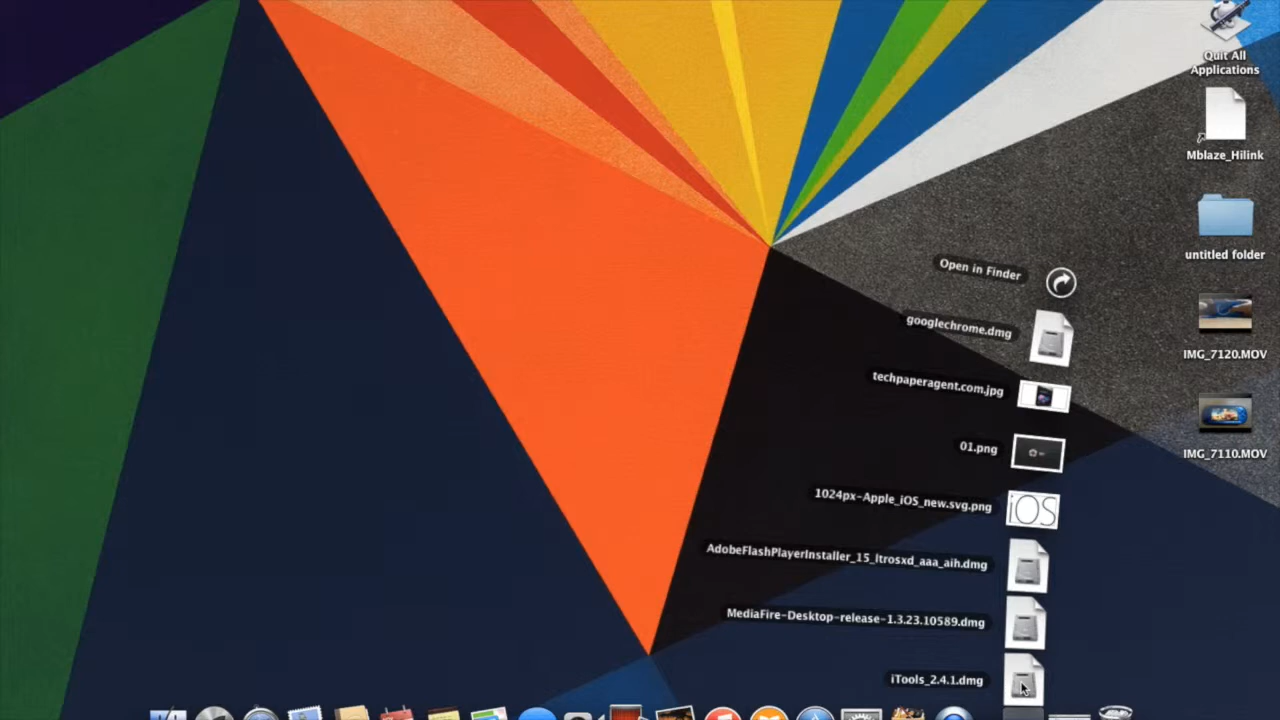 Quit All
Applications
Mblaze_Hilink
untitled folder
IMG_7120.MOV
IMG_7110.MOV
Open in Finder
googlechrome.dmg
techpaperagent.com.jpg
01.png
1024px-Apple_iOS_new.svg.png
iOS
AdobeFlashPlayerInstaller_15_ltrosxd_aaa_aih.dmg
MediaFire-Desktop-release-1.3.23.10589.dmg
iTools_2.4.1.dmg